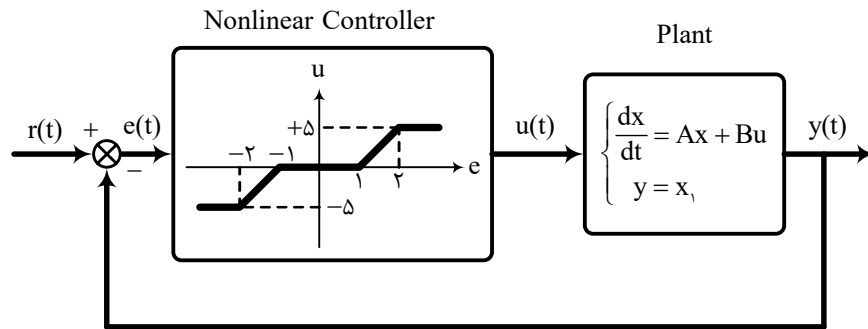 Nonlinear Controller
Plant
r(t)
+
e(t)
−
u
+۵
−۲
−۱
۱
۲
e
−۵
u(t)
dx/dt = Ax + Bu
y = x۱
y(t)